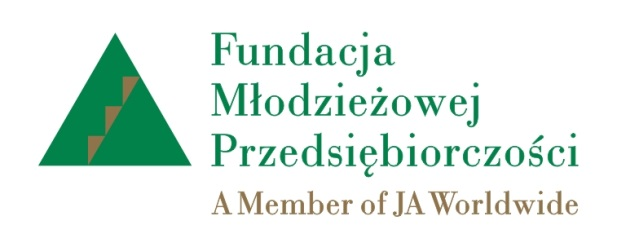 Fundacja
Młodzieżowej
Przedsiębiorczości
A Member of JA Worldwide